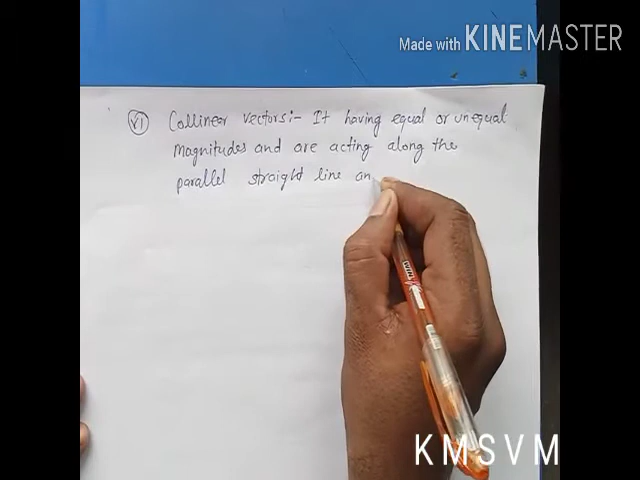 Made with KINEMASTER
VI Collinear vectors:- It having equal or unequal
Magnitudes and are acting along the
parallel straight line an
WIN
KMSVM